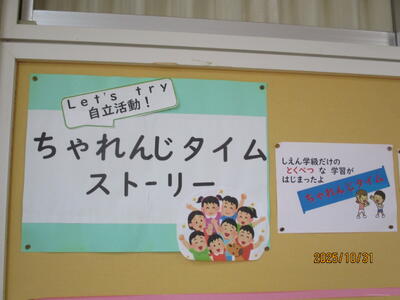 Let's try
自立活動！
ちゃれんじタイム
ストーリー
しえん学級だけの
とくべつ な 学習が
はじまったよ
ちゃれんじタイム
2025/10/31